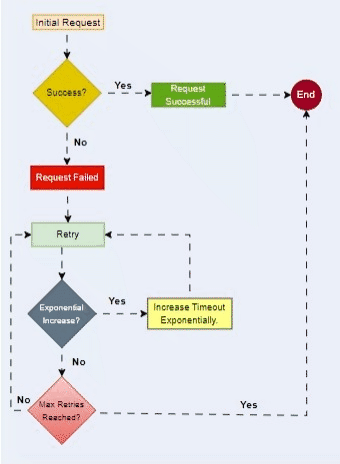 Initial Request
Success?
Yes
Request
Successful
End
No
Request Failed
Retry
Exponential
Increase?
Yes
Increase Timeout
Exponentially.
No
No
Max Retries
Reached?
Yes